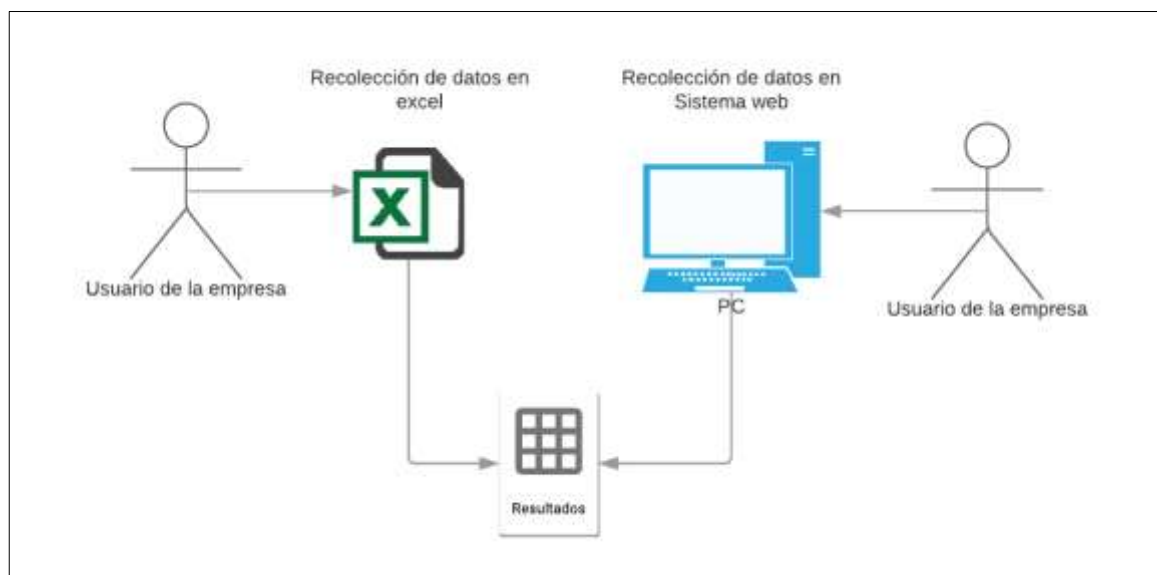 Recolección de datos en
excel
Recolección de datos en
Sistema web
X
Usuario de la empresa
PC
Usuario de la empresa
Resultados